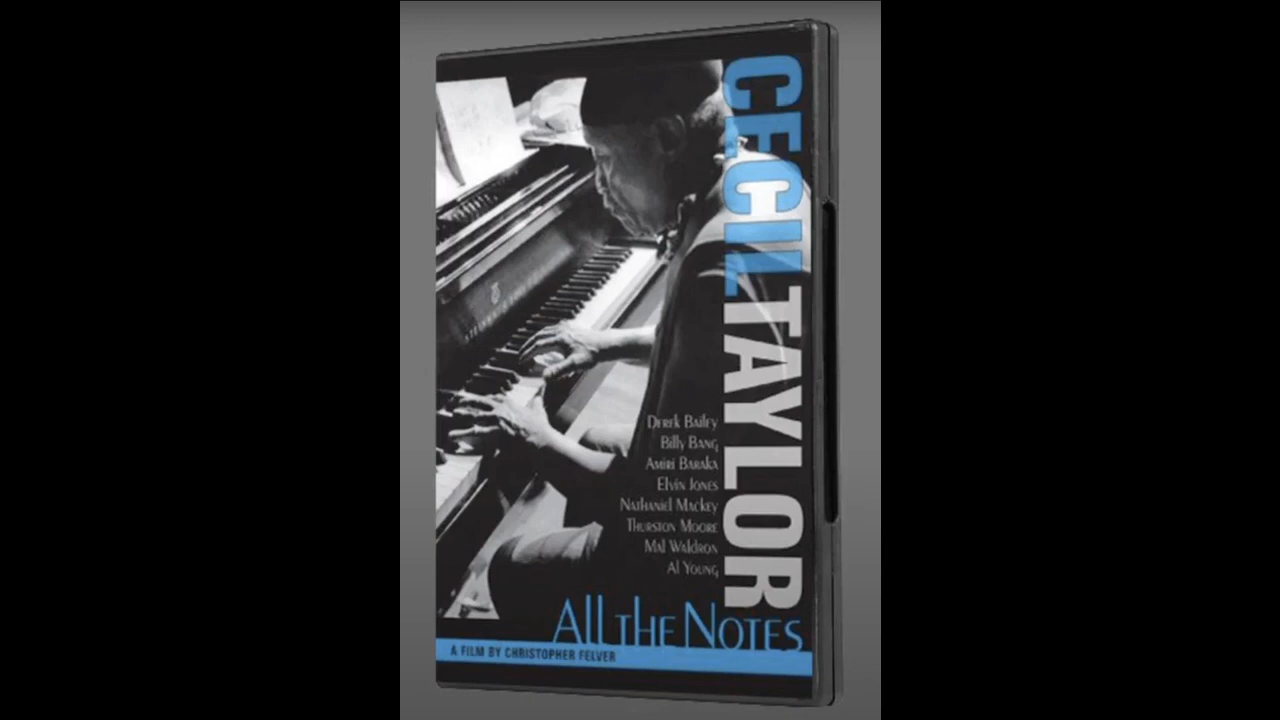 CECIL TAYLOR
Derek Bailey
Billy Bang
Amiri Baraka
Elvin Jones
Nathaniel Mackey
Thurston Moore
Mal Waldron
Al Young
All the Notes
A FILM BY CHRISTOPHER FELVER